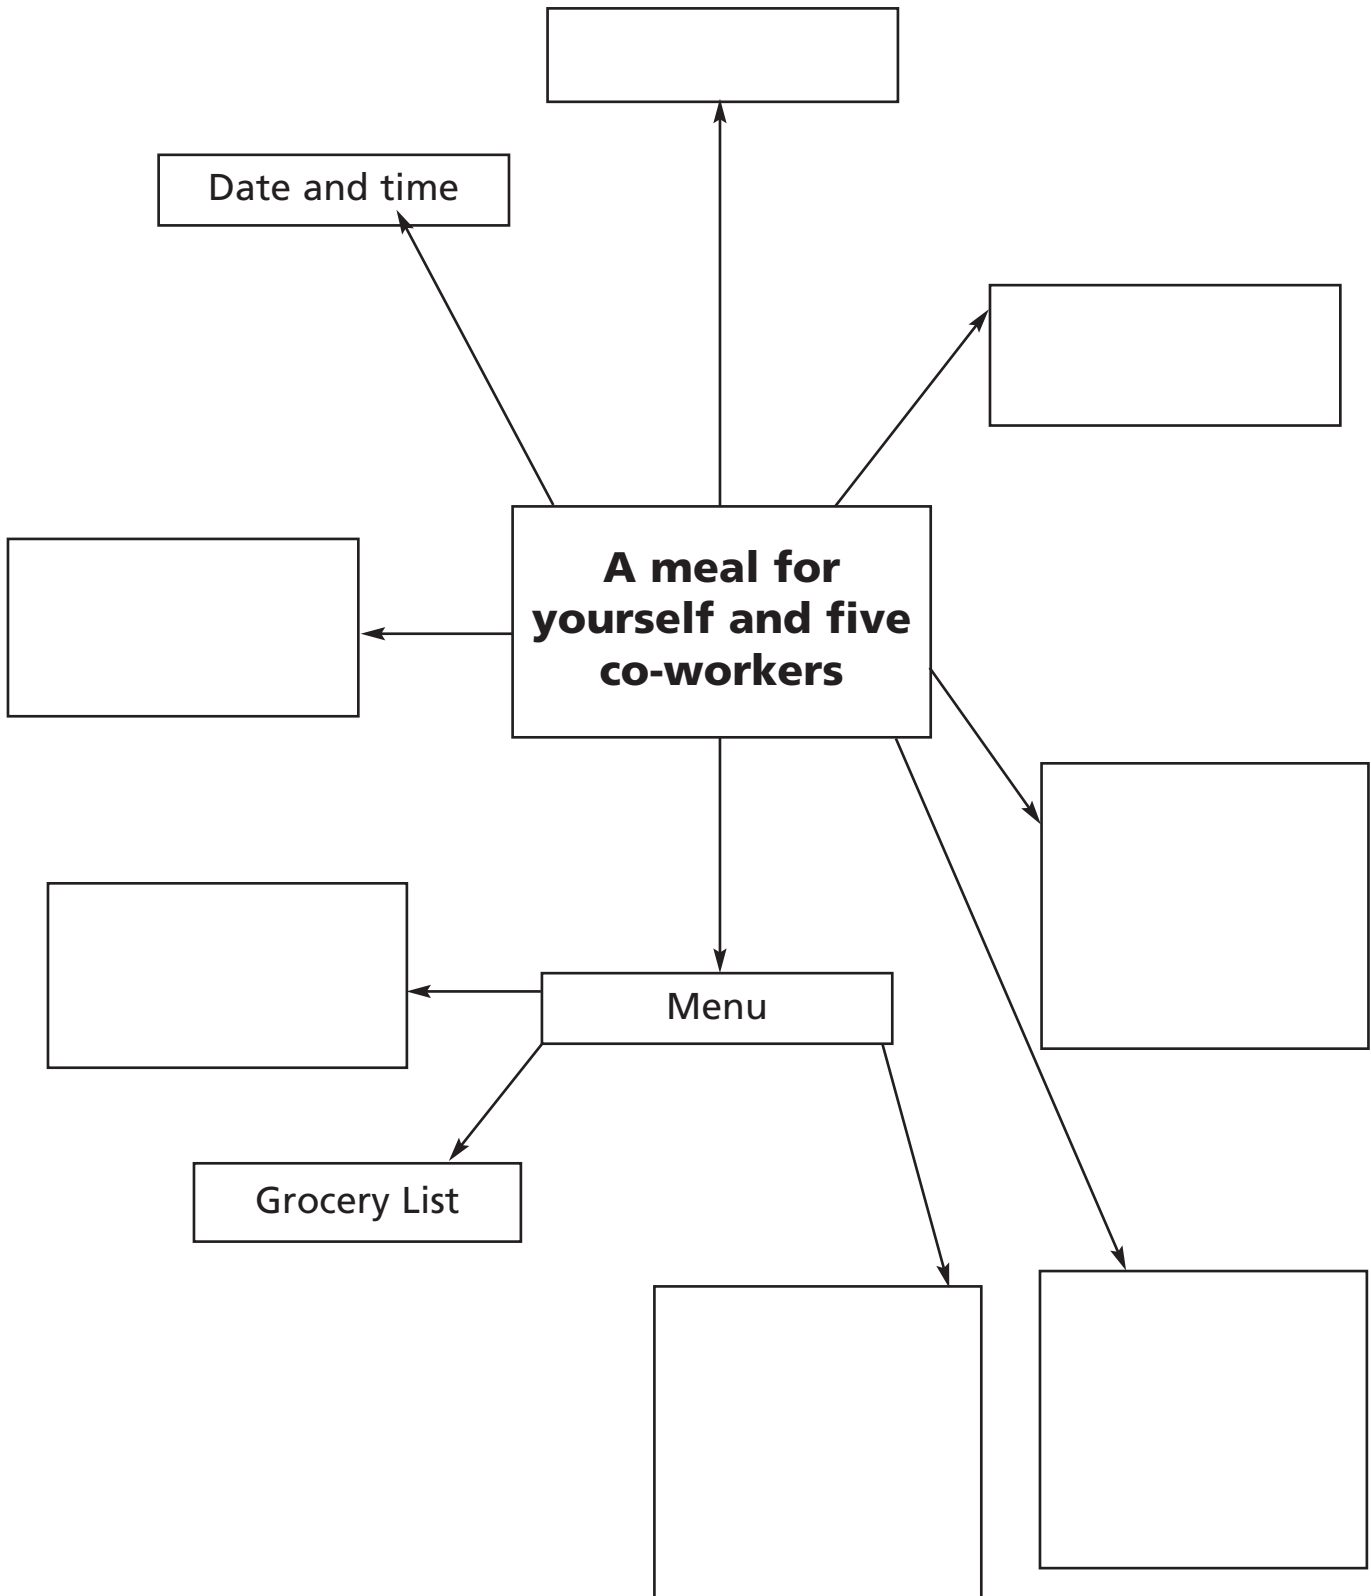 Date and time
A meal for
yourself and five
co-workers
Menu
Grocery List